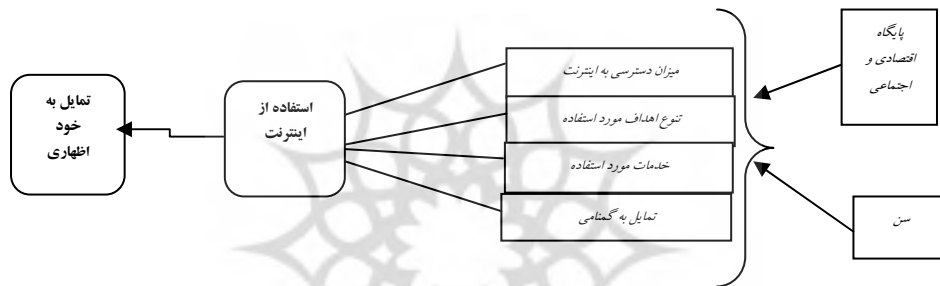 پایگاه
اقتصادی و
اجتماعی
سن
میزان دسترسی به اینترنت
تنوع اهداف مورد استفاده
خدمات مورد استفاده
تمایل به گمنامی
استفاده از
اینترنت
تمایل به
خود
اظهاری